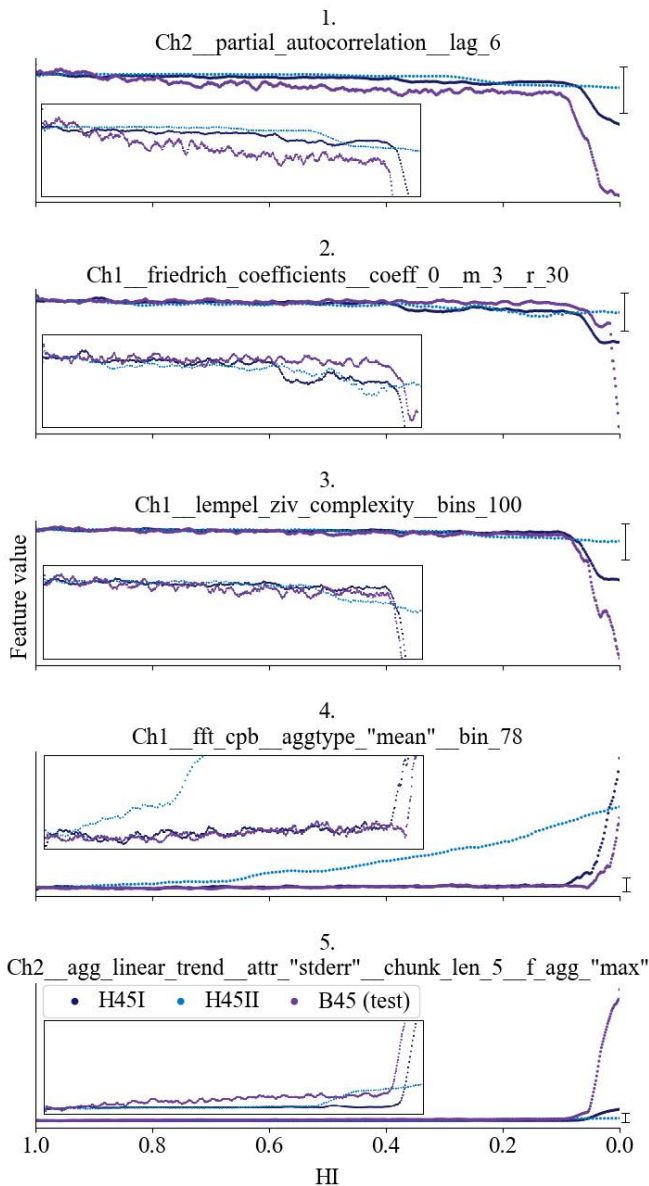 1.
Ch2__partial_autocorrelation__lag_6
2.
Ch1__friedrich_coefficients__coeff_0__m_3__r_30
3.
Ch1__lempel_ziv_complexity__bins_100
Feature value
4.
Ch1__fft_cpb__aggtype_"mean"__bin_78
5.
Ch2__agg_linear_trend__attr_"stderr"__chunk_len_5__f_agg_"max"
H45I H45II B45 (test)
1.0 0.8 0.6 0.4 0.2 0.0
HI